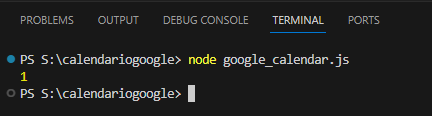 PROBLEMS OUTPUT DEBUG CONSOLE TERMINAL PORTS
PS S:\calendariogoogle> node google_calendar.js
1
PS S:\calendariogoogle>